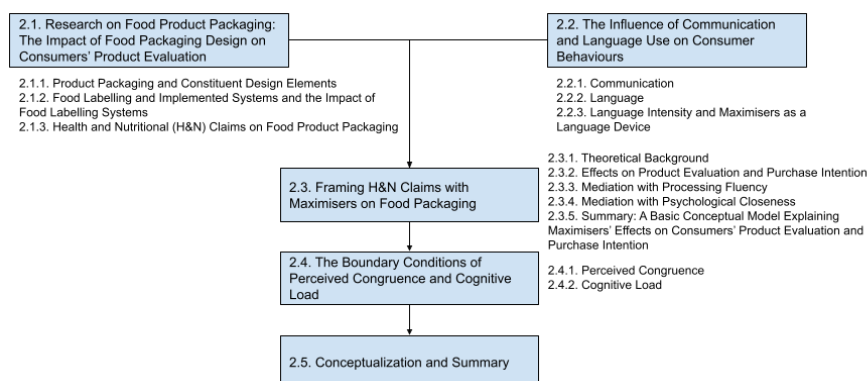 2.1. Research on Food Product Packaging:
The Impact of Food Packaging Design on
Consumers' Product Evaluation
2.1.1. Product Packaging and Constituent Design Elements
2.1.2. Food Labelling and Implemented Systems and the Impact of
Food Labelling Systems
2.1.3. Health and Nutritional (H&N) Claims on Food Product Packaging
2.2. The Influence of Communication
and Language Use on Consumer
Behaviours
2.2.1. Communication
2.2.2. Language
2.2.3. Language Intensity and Maximisers as a
Language Device
2.3. Framing H&N Claims with
Maximisers on Food Packaging
2.3.1. Theoretical Background
2.3.2. Effects on Product Evaluation and Purchase Intention
2.3.3. Mediation with Processing Fluency
2.3.4. Mediation with Psychological Closeness
2.3.5. Summary: A Basic Conceptual Model Explaining
Maximisers' Effects on Consumers' Product Evaluation and
Purchase Intention
2.4. The Boundary Conditions of
Perceived Congruence and Cognitive
Load
2.4.1. Perceived Congruence
2.4.2. Cognitive Load
2.5. Conceptualization and Summary